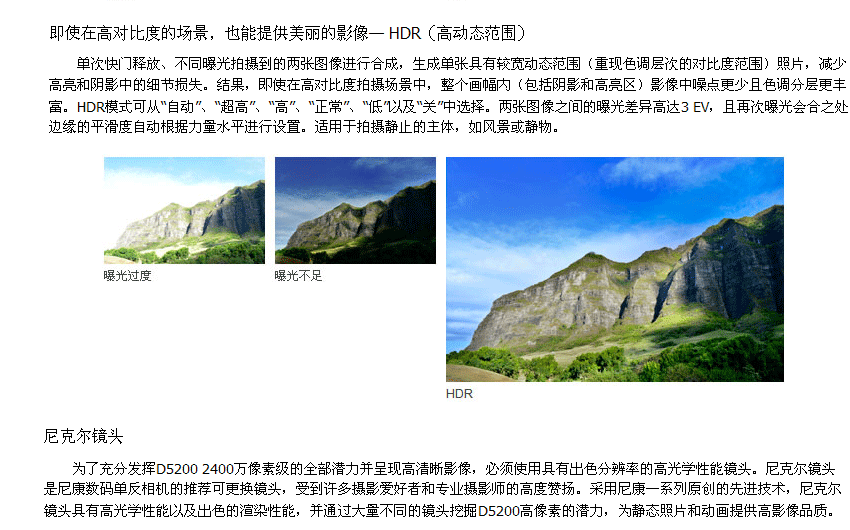 即使在高对比度的场景，也能提供美丽的影像— HDR（高动态范围）
单次快门释放、不同曝光拍摄到的两张图像进行合成，生成单张具有较宽动态范围（重现色调层次的对比度范围）照片，减少
高亮和阴影中的细节损失。结果，即使在高对比度拍摄场景中，整个画幅内（包括阴影和高亮区）影像中噪点更少且色调分层更丰
富。HDR模式可从“自动”、“超高”、“高”、“正常”、“低”以及“关”中选择。两张图像之间的曝光差异高达3 EV，且再次曝光会合之处
边缘的平滑度自动根据力量水平进行设置。适用于拍摄静止的主体，如风景或静物。
曝光过度
曝光不足
HDR
尼克尔镜头
为了充分发挥D5200 2400万像素级的全部潜力并呈现高清晰影像，必须使用具有出色分辨率的高光学性能镜头。尼克尔镜头
是尼康数码单反相机的推荐可更换镜头，受到许多摄影爱好者和专业摄影师的高度赞扬。采用尼康一系列原创的先进技术，尼克尔
镜头具有高光学性能以及出色的渲染性能，并通过大量不同的镜头挖掘D5200高像素的潜力，为静态照片和动画提供高影像品质。